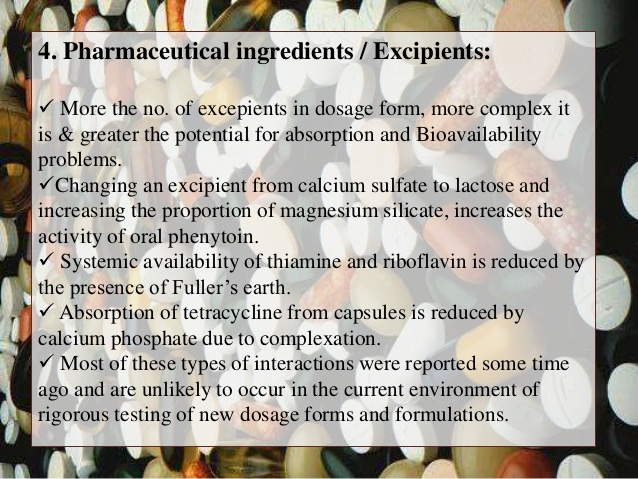 4. Pharmaceutical ingredients / Excipients:
✓ More the no. of excepients in dosage form, more complex it
is & greater the potential for absorption and Bioavailability
problems.
✓Changing an excipient from calcium sulfate to lactose and
increasing the proportion of magnesium silicate, increases the
activity of oral phenytoin.
✓ Systemic availability of thiamine and riboflavin is reduced by
the presence of Fuller’s earth.
✓ Absorption of tetracycline from capsules is reduced by
calcium phosphate due to complexation.
✓ Most of these types of interactions were reported some time
ago and are unlikely to occur in the current environment of
rigorous testing of new dosage forms and formulations.